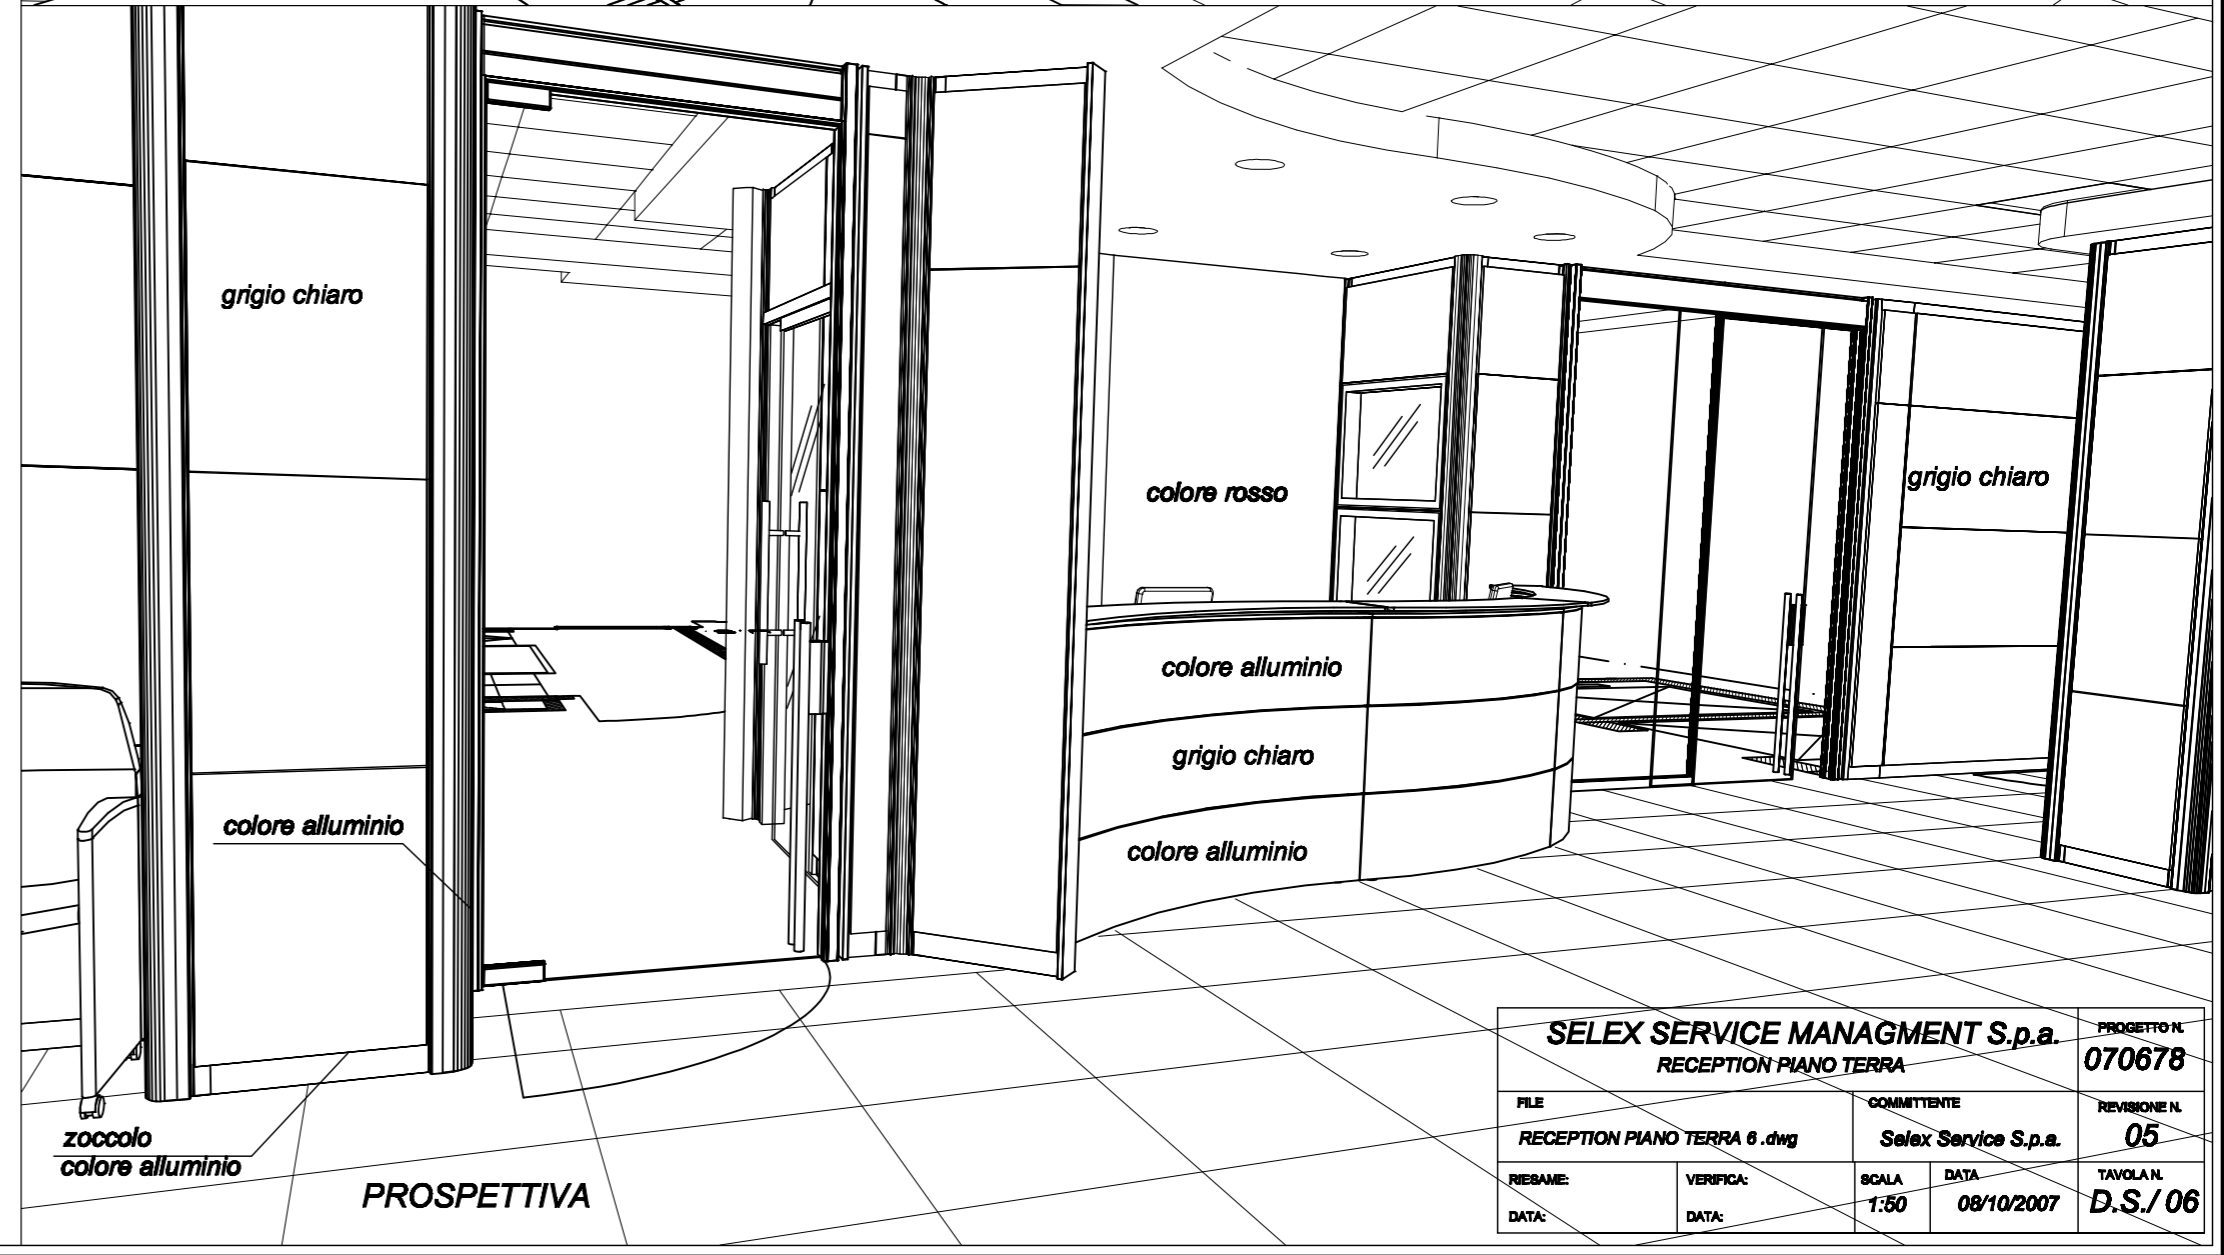 grigio chiaro
colore rosso
grigio chiaro
colore alluminio
grigio chiaro
colore alluminio
colore alluminio
zoccolo
colore alluminio
PROSPETTIVA
SELEX SERVICE MANAGMENT S.p.a.
RECEPTION PIANO TERRA
PROGETTO N.
070678
FILE
RECEPTION PIANO TERRA 6 .dwg
COMMITTENTE
Selex Service S.p.a.
REVISIONE N.
05
RIESAME:
DATA:
VERIFICA:
DATA:
SCALA
1:50
DATA
08/10/2007
TAVOLA N.
D.S./ 06